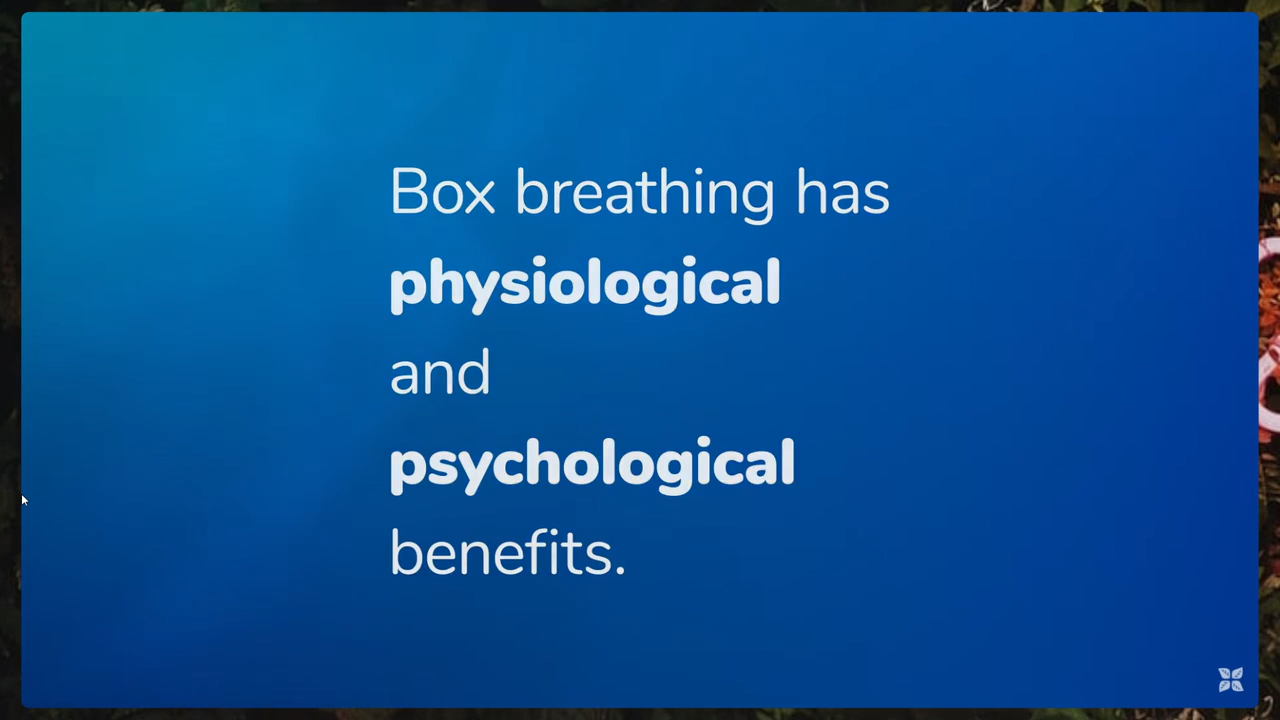 Box breathing has
physiological
and
psychological
benefits.